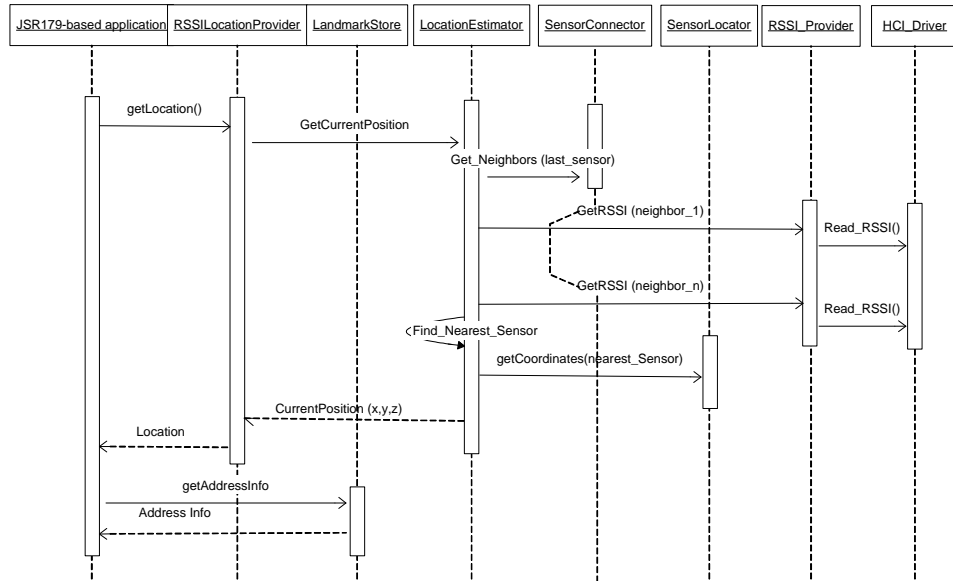 JSR179-based application
RSSILocationProvider
LandmarkStore
LocationEstimator
SensorConnector
SensorLocator
RSSI_Provider
HCI_Driver
getLocation()
GetCurrentPosition
Get_Neighbors (last_sensor)
GetRSSI (neighbor_1)
Read_RSSI()
GetRSSI (neighbor_n)
Read_RSSI()
Find_Nearest_Sensor
getCoordinates(nearest_Sensor)
CurrentPosition (x,y,z)
Location
getAddressInfo
Address Info